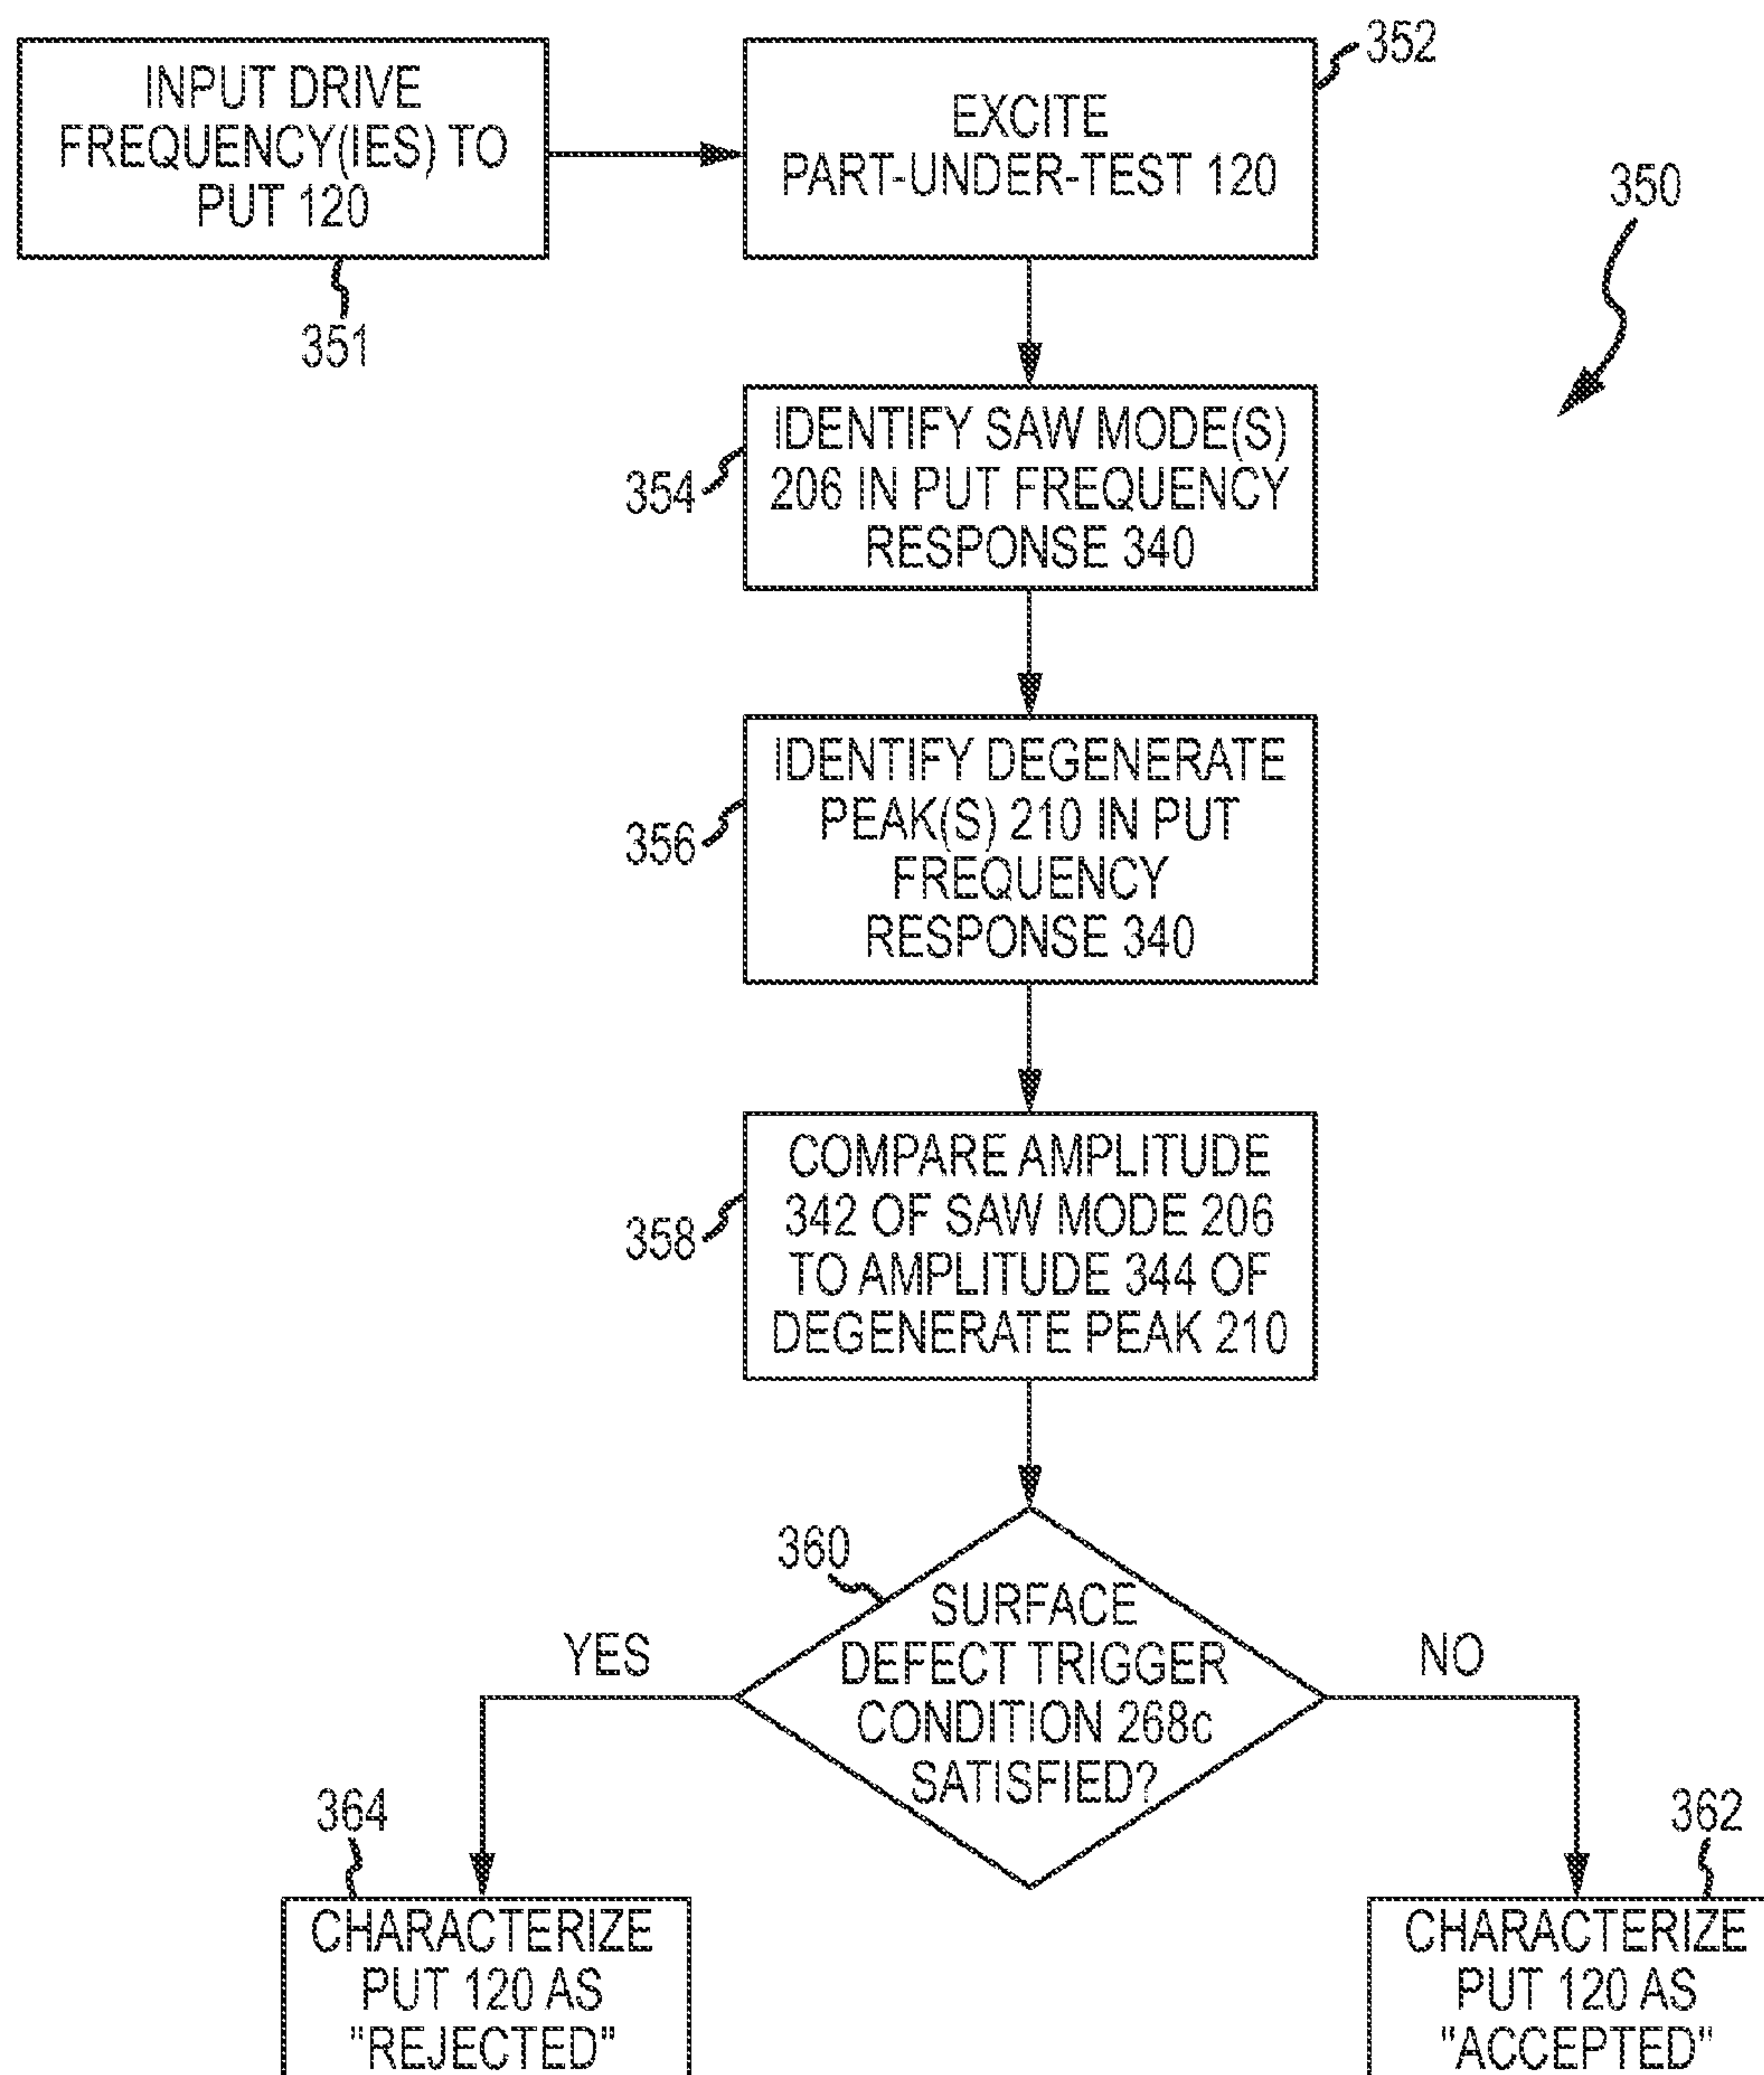 INPUT DRIVE
FREQUENCY(IES) TO
PUT 120
351
EXCITE
PART-UNDER-TEST 120
352
350
IDENTIFY SAW MODE(S)
206 IN PUT FREQUENCY
RESPONSE 340
354
IDENTIFY DEGENERATE
PEAK(S) 210 IN PUT
FREQUENCY
RESPONSE 340
356
COMPARE AMPLITUDE
342 OF SAW MODE 206
TO AMPLITUDE 344 OF
DEGENERATE PEAK 210
358
360
SURFACE
DEFECT TRIGGER
CONDITION 268c
SATISFIED?
YES
NO
364
CHARACTERIZE
PUT 120 AS
"REJECTED"
362
CHARACTERIZE
PUT 120 AS
"ACCEPTED"